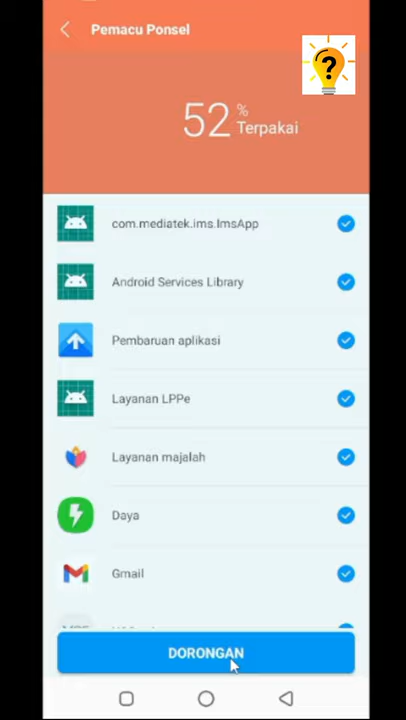 Pemacu Ponsel
?
52 %
Terpakai
com.mediatek.ims.ImsApp
Android Services Library
Pembaruan aplikasi
Layanan LPPe
Layanan majalah
Daya
Gmail
DORONGAN